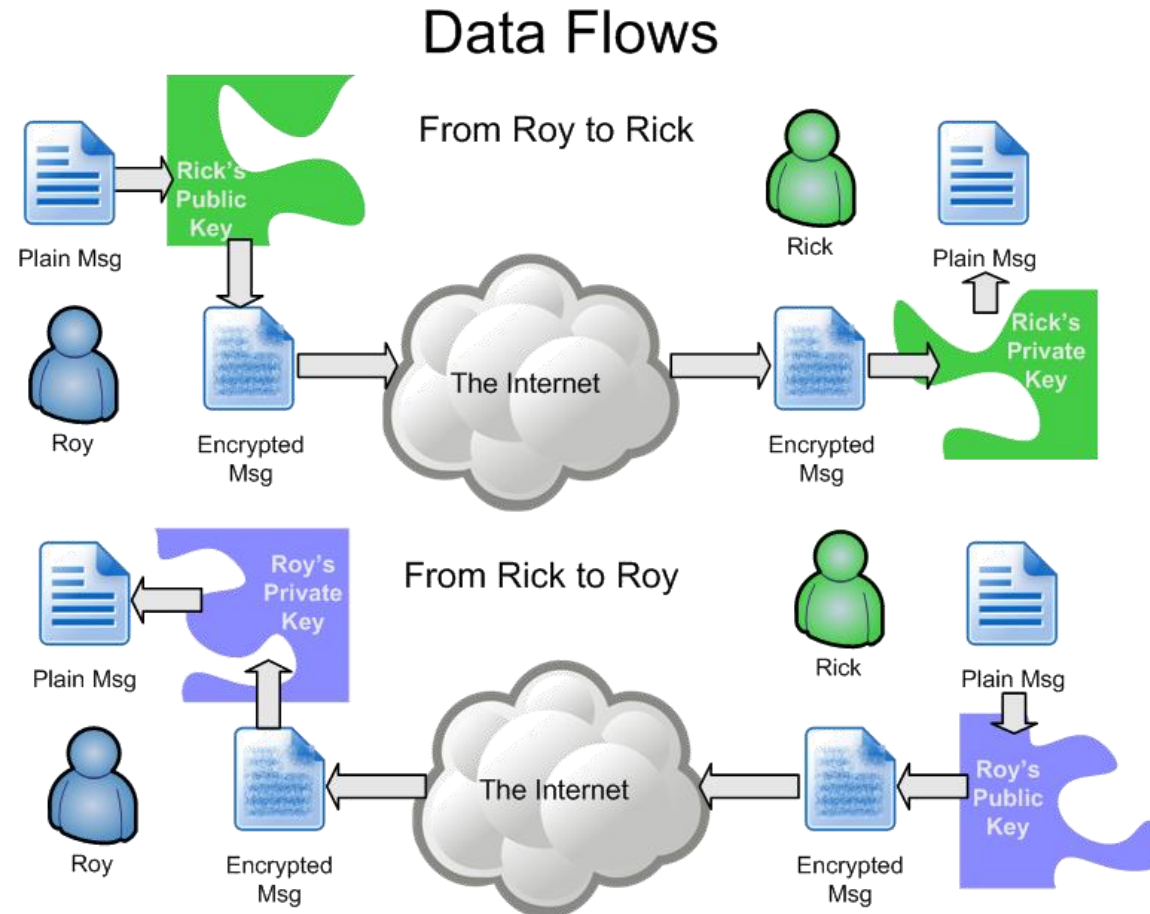 Data Flows
From Roy to Rick
Plain Msg
Rick's
Public
Key
Roy
Encrypted
Msg
The Internet
Encrypted
Msg
Rick
Plain Msg
Rick's
Private
Key
From Rick to Roy
Plain Msg
Roy's
Private
Key
Roy
Encrypted
Msg
The Internet
Encrypted
Msg
Rick
Plain Msg
Roy's
Public
Key